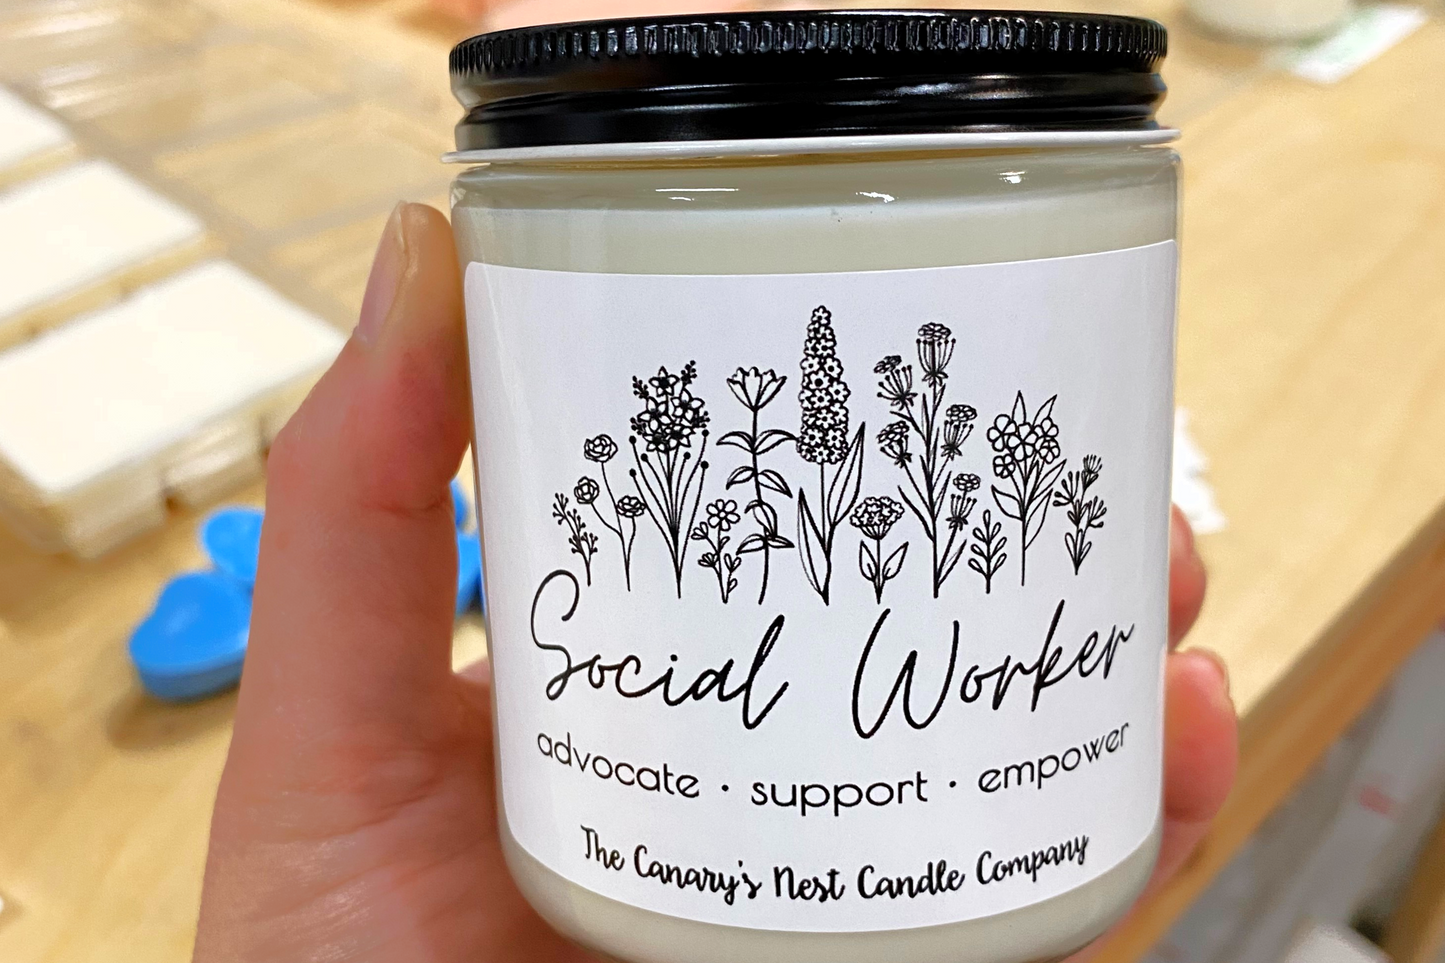 Social Worker
advocate · support · empower
The Canary's Nest Candle Company